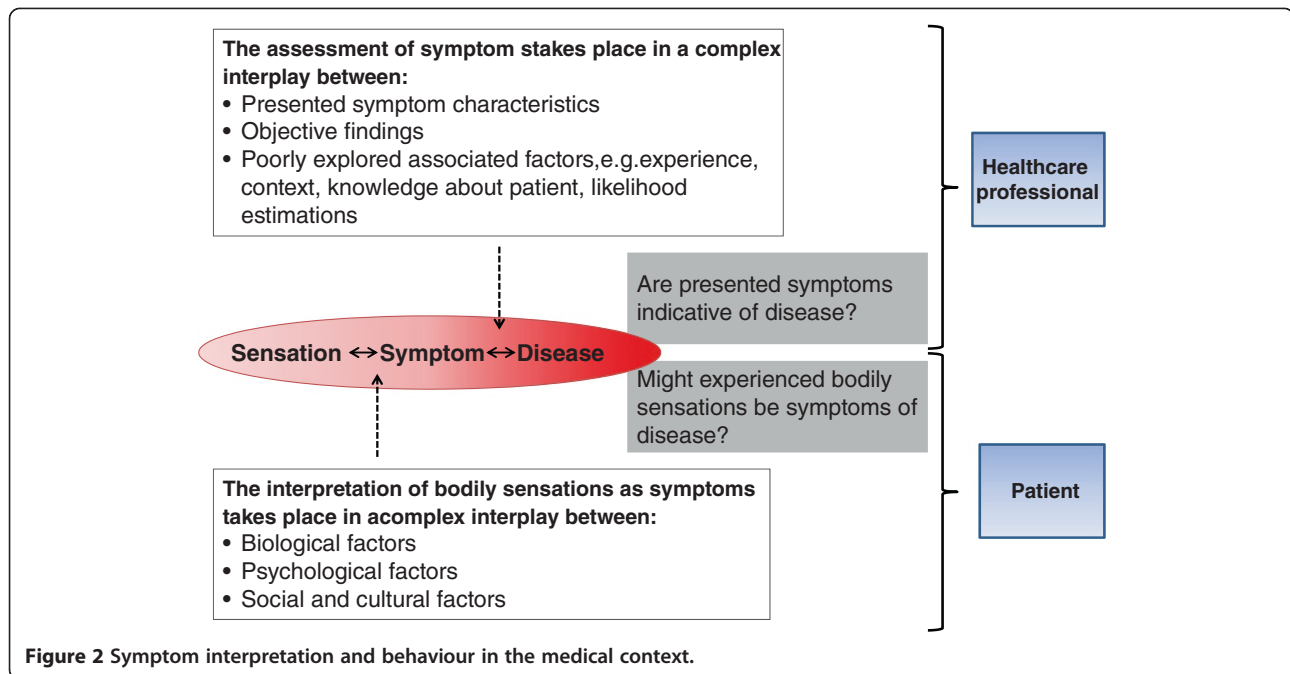 The assessment of symptom stakes place in a complex
interplay between:
• Presented symptom characteristics
• Objective findings
• Poorly explored associated factors,e.g.experience,
context, knowledge about patient, likelihood
estimations
Healthcare
professional
Are presented symptoms
indicative of disease?
Sensation ↔ Symptom ↔ Disease
Might experienced bodily
sensations be symptoms of
disease?
The interpretation of bodily sensations as symptoms
takes place in acomplex interplay between:
• Biological factors
• Psychological factors
• Social and cultural factors
Patient
Figure 2 Symptom interpretation and behaviour in the medical context.